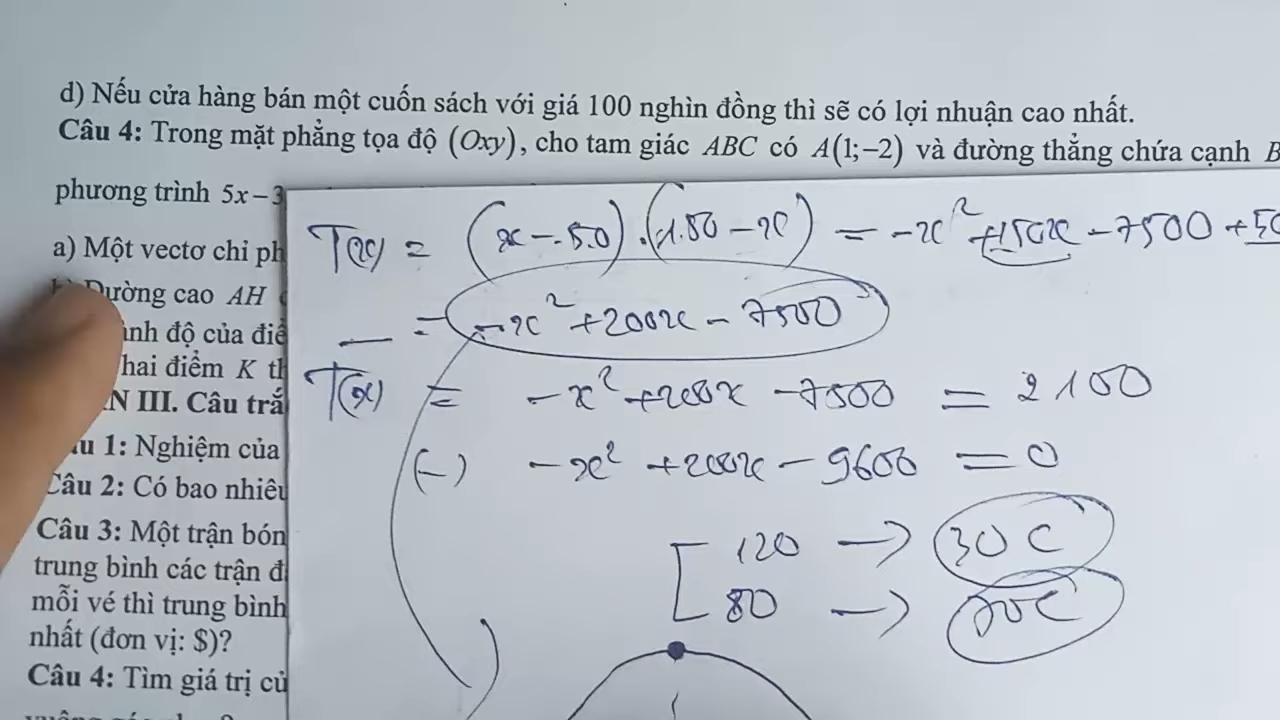 d) Nếu cửa hàng bán một cuốn sách với giá 100 nghìn đồng thì sẽ có lợi nhuận cao nhất.
Câu 4: Trong mặt phẳng tọa độ (Oxy), cho tam giác ABC có A(1;−2) và đường thẳng chứa cạnh B
phương trình 5x−3
T(x) = (x − 50).(150 − x) = −x² + 150x − 7500 + 50
a) Một vectơ chỉ ph
Đường cao AH
= −x² + 200x − 7500
ành độ của điể
hai điểm K th
T(x) = −x² + 200x − 7500 = 2100
N III. Câu trắ
Câu 1: Nghiệm của
(−) −x² + 200x − 9600 = 0
Câu 2: Có bao nhiêu
Câu 3: Một trận bón
[ 120 → 30C
trung bình các trận đ
mỗi vé thì trung bình
80 → 70C
nhất (đơn vị: $)?
Câu 4: Tìm giá trị củ